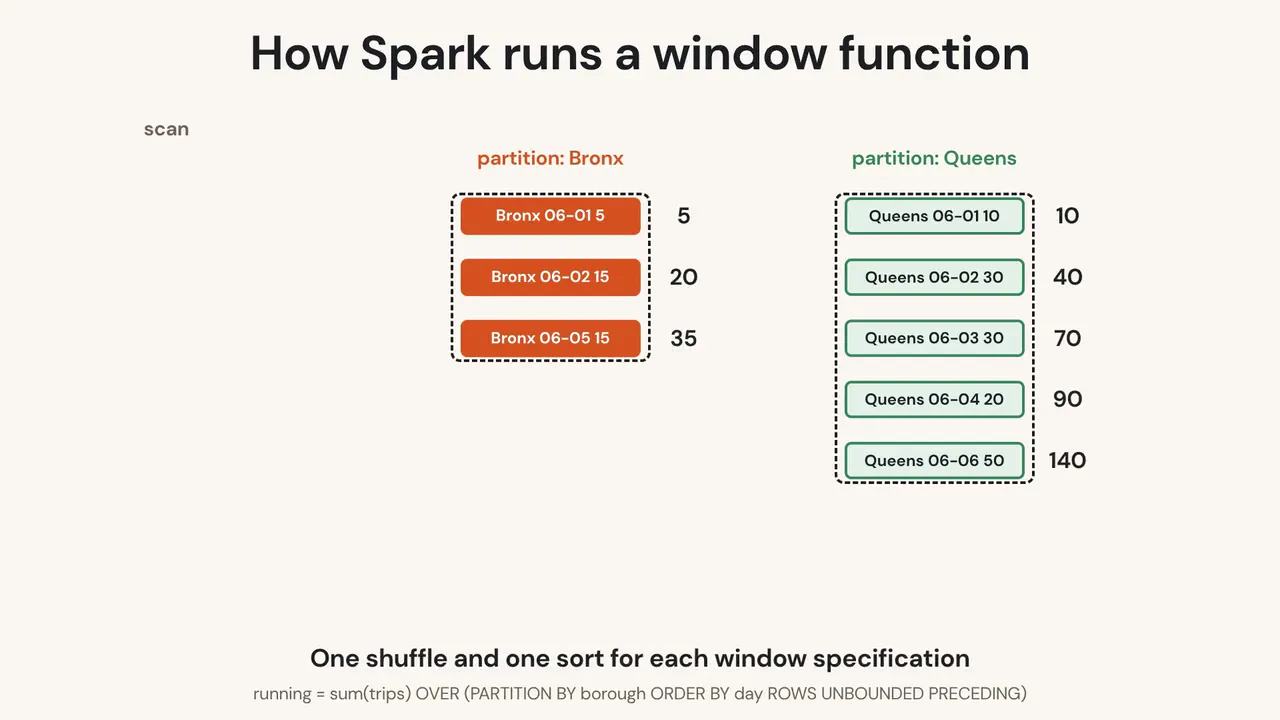 How Spark runs a window function
scan
partition: Bronx
Bronx 06-01 5
5
Bronx 06-02 15
20
Bronx 06-05 15
35
partition: Queens
Queens 06-01 10
10
Queens 06-02 30
40
Queens 06-03 30
70
Queens 06-04 20
90
Queens 06-06 50
140
One shuffle and one sort for each window specification
running = sum(trips) OVER (PARTITION BY borough ORDER BY day ROWS UNBOUNDED PRECEDING)